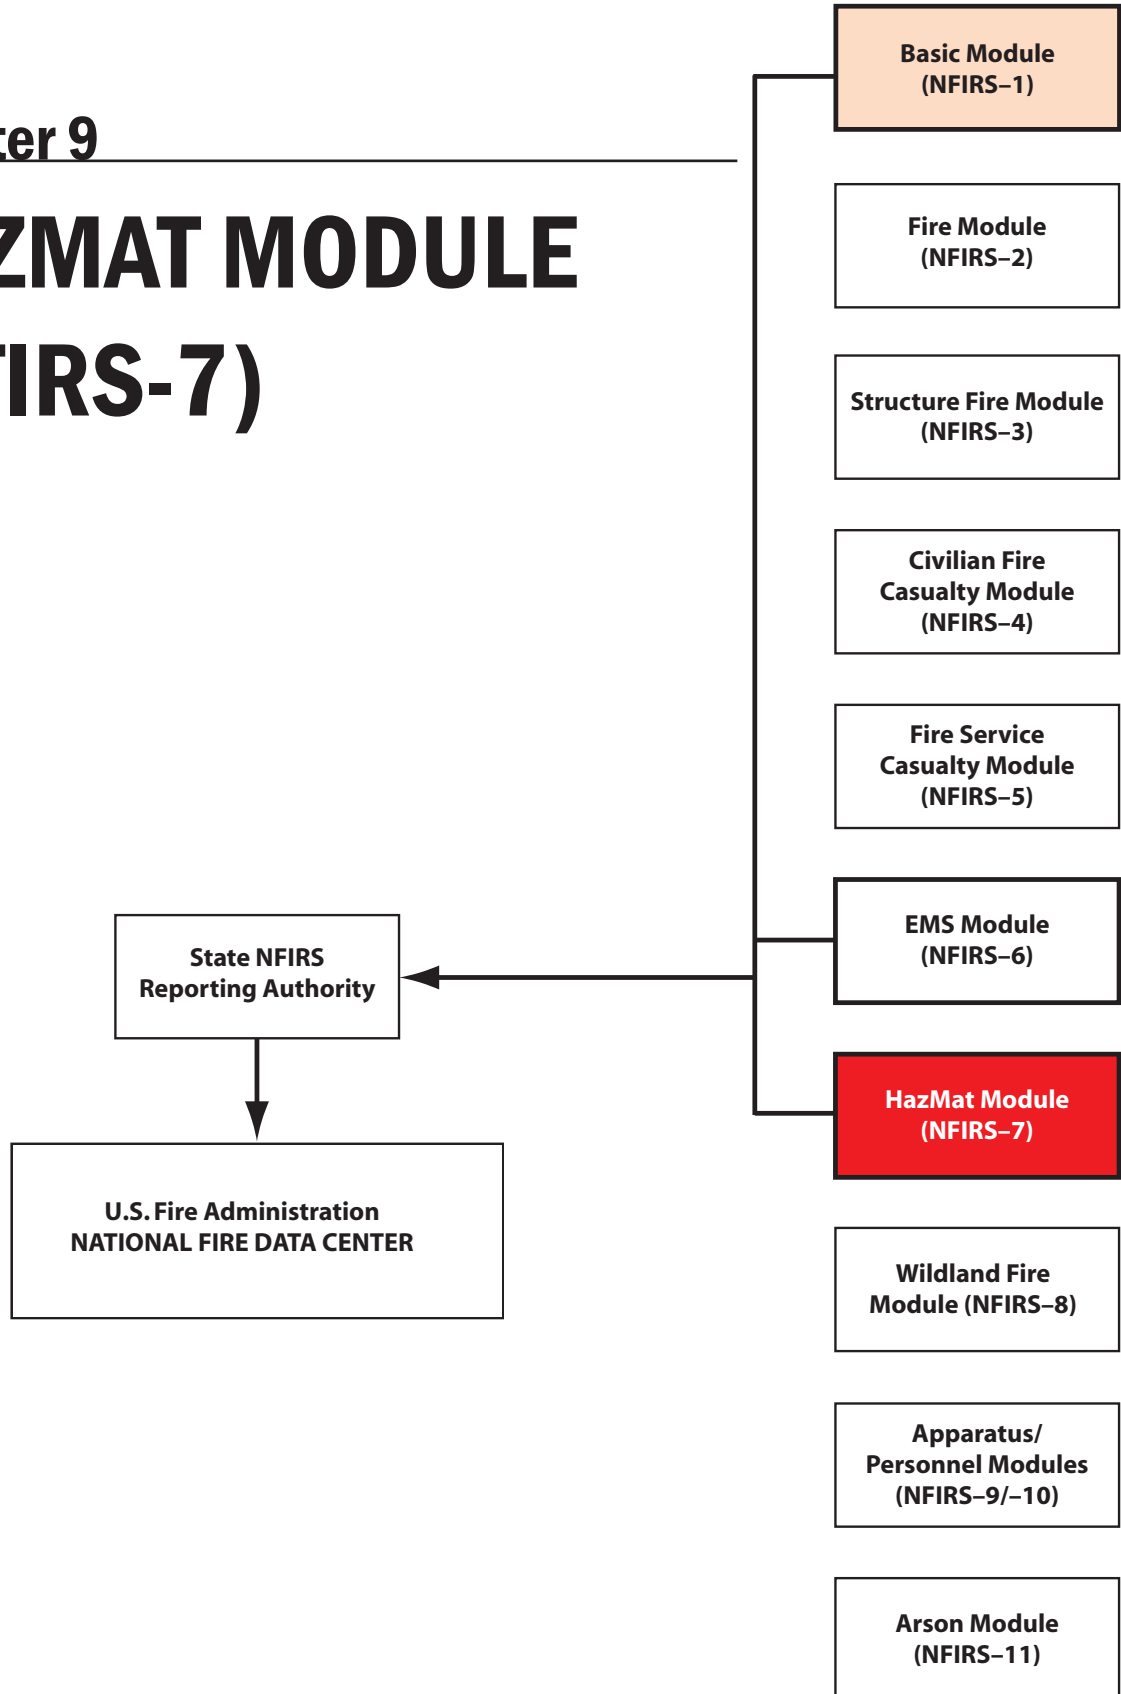 ter 9
ZMAT MODULE
IRS-7)
Basic Module
(NFIRS–1)
Fire Module
(NFIRS–2)
Structure Fire Module
(NFIRS–3)
Civilian Fire
Casualty Module
(NFIRS–4)
Fire Service
Casualty Module
(NFIRS–5)
EMS Module
(NFIRS–6)
State NFIRS
Reporting Authority
HazMat Module
(NFIRS–7)
U.S. Fire Administration
NATIONAL FIRE DATA CENTER
Wildland Fire
Module (NFIRS–8)
Apparatus/
Personnel Modules
(NFIRS–9/–10)
Arson Module
(NFIRS–11)